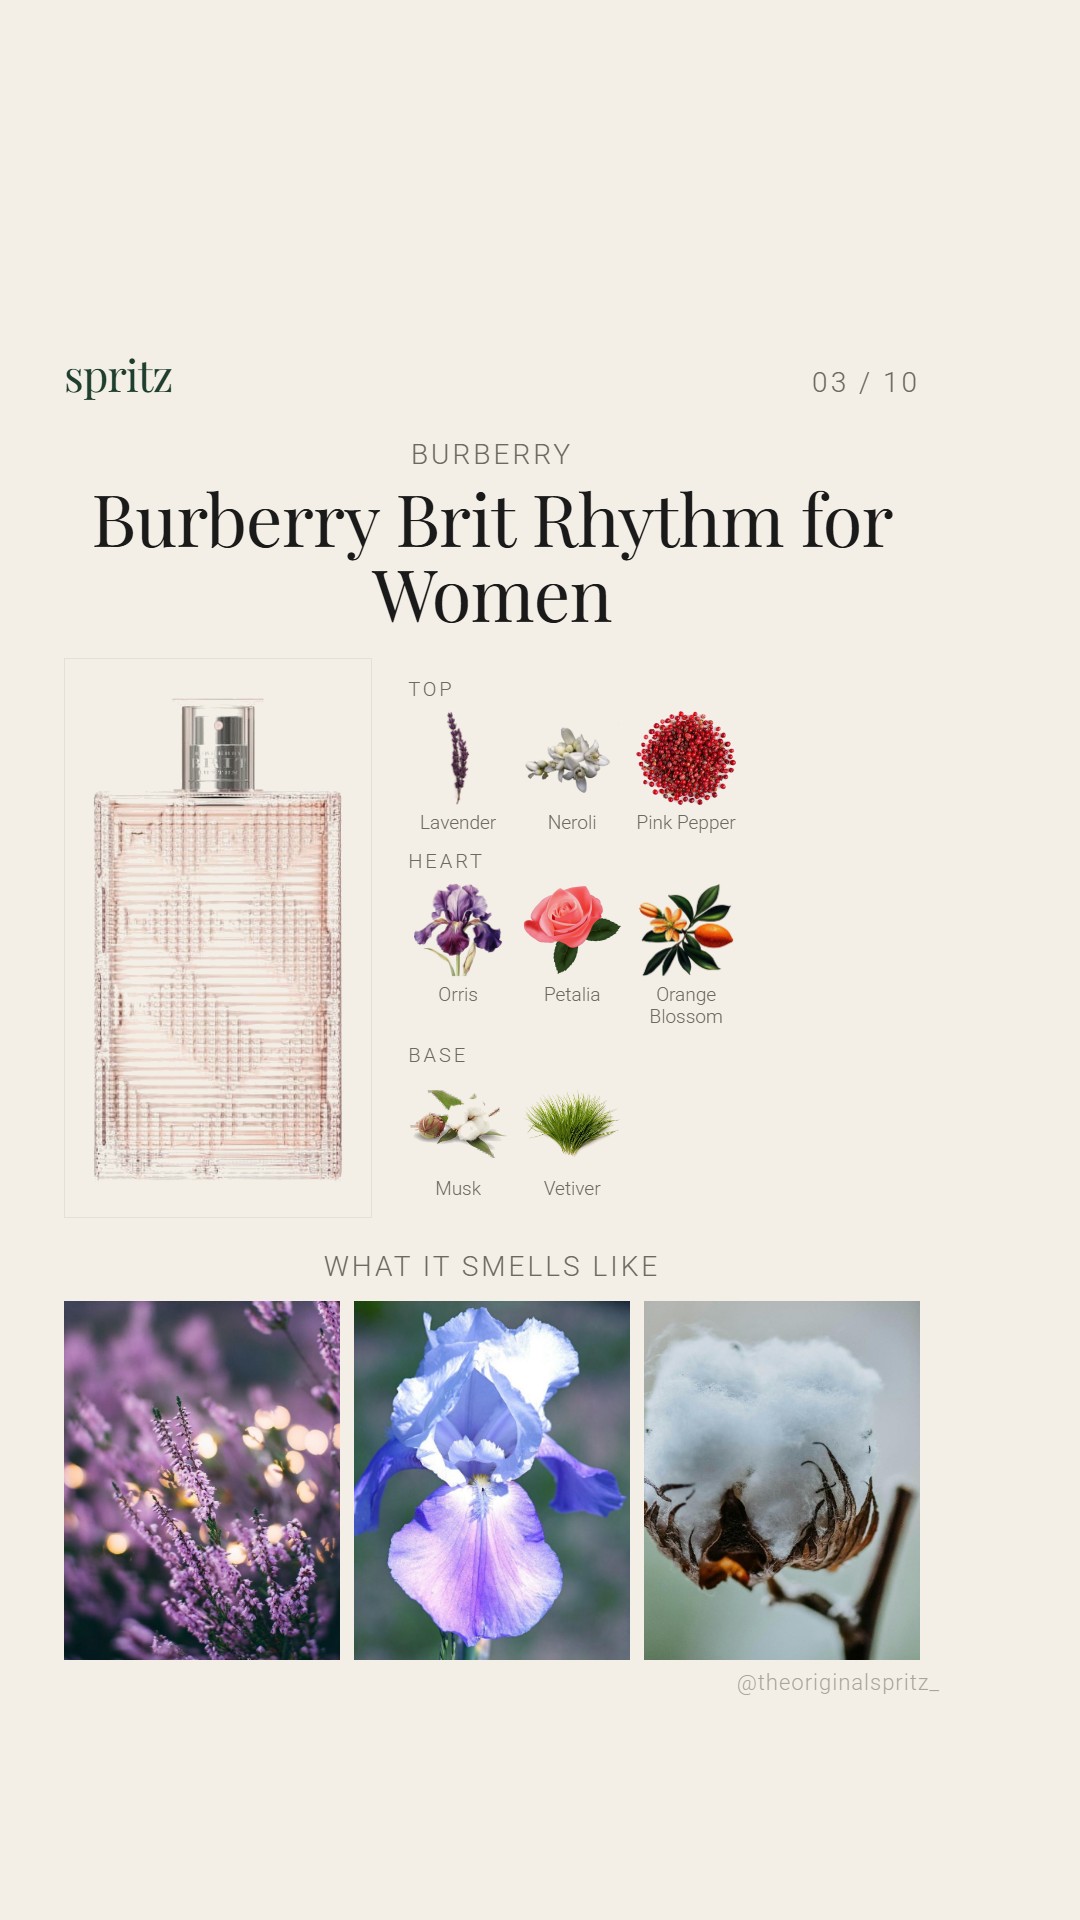 spritz
03 / 10
BURBERRY
Burberry Brit Rhythm for
Women
TOP
BRIT
Lavender
Neroli
Pink Pepper
HEART
Orris
Petalia
Orange
Blossom
BASE
Musk
Vetiver
WHAT IT SMELLS LIKE
@theoriginalspritz_